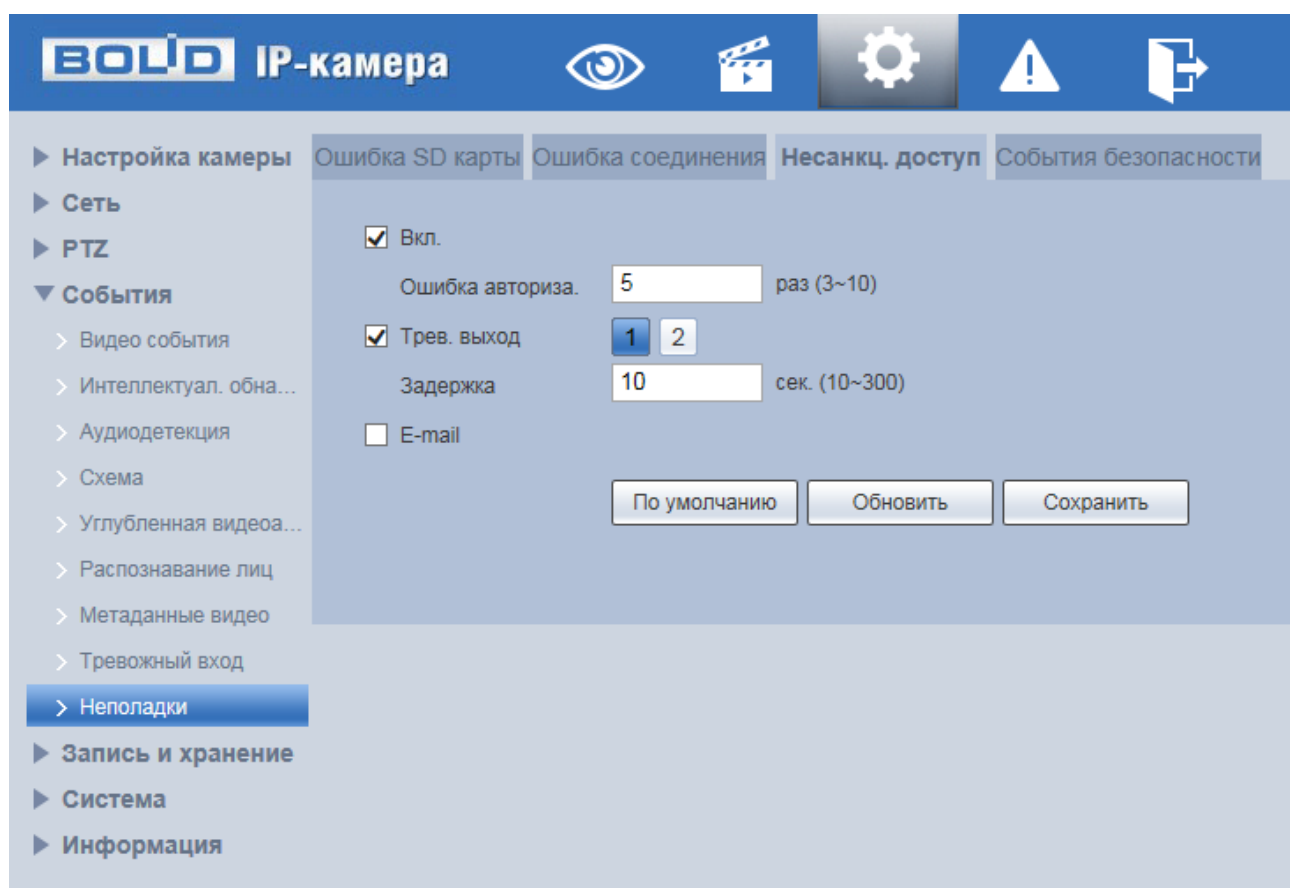 BOLID IP-камера
Настройка камеры
Сеть
PTZ
События
Видео события
Интеллектуал. обна...
Аудиодетекция
Схема
Углубленная видеоа...
Распознавание лиц
Метаданные видео
Тревожный вход
Неполадки
Запись и хранение
Система
Информация
Ошибка SD карты Ошибка соединения Несанкц. доступ События безопасности
Вкл.
Ошибка авториза. 5 раз (3~10)
Трев. выход 1 2
Задержка 10 сек. (10~300)
E-mail
По умолчанию Обновить Сохранить